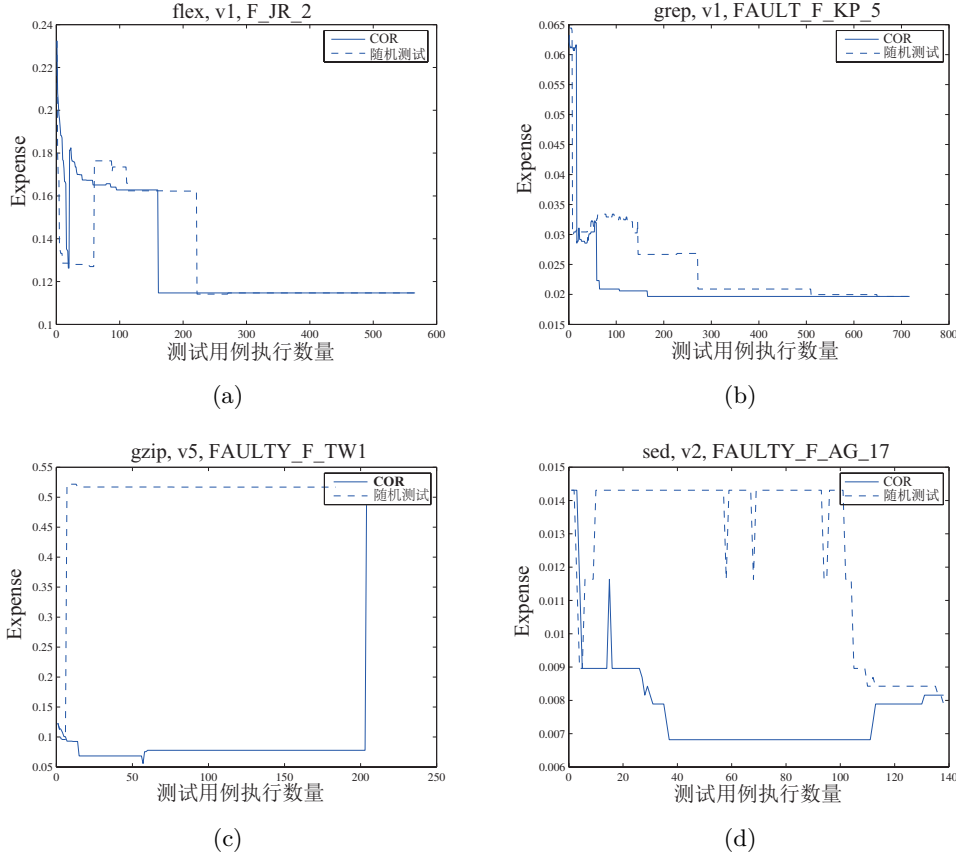 flex, v1, F_JR_2
COR
随机测试
0.24
0.22
0.2
0.18
0.16
0.14
0.12
0.1
Expense
0 100 200 300 400 500 600
测试用例执行数量
(a)
grep, v1, FAULT_F_KP_5
COR
随机测试
0.065
0.06
0.055
0.05
0.045
0.04
0.035
0.03
0.025
0.02
0.015
Expense
0 100 200 300 400 500 600 700 800
测试用例执行数量
(b)
gzip, v5, FAULTY_F_TW1
COR
随机测试
0.55
0.5
0.45
0.4
0.35
0.3
0.25
0.2
0.15
0.1
0.05
Expense
0 50 100 150 200 250
测试用例执行数量
(c)
sed, v2, FAULTY_F_AG_17
COR
随机测试
0.015
0.014
0.013
0.012
0.011
0.01
0.009
0.008
0.007
0.006
Expense
0 20 40 60 80 100 120 140
测试用例执行数量
(d)